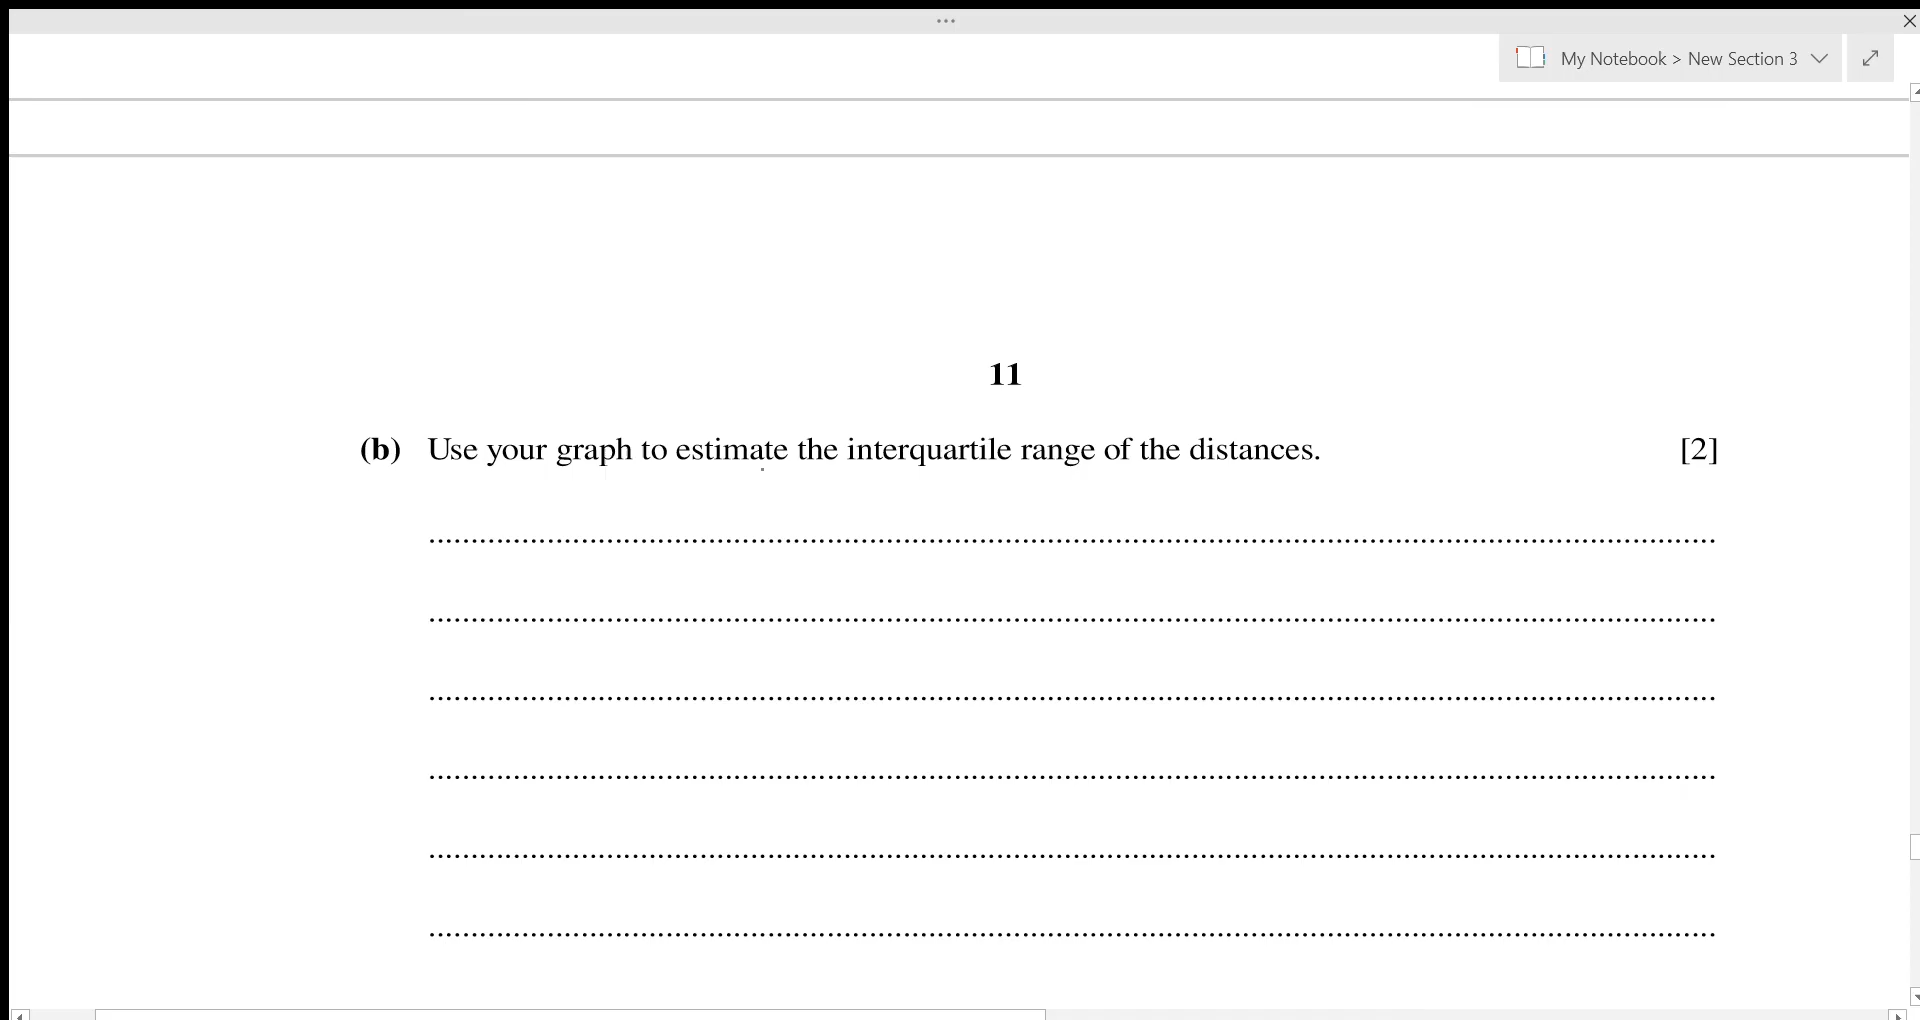 My Notebook > New Section 3
11
(b) Use your graph to estimate the interquartile range of the distances. [2]